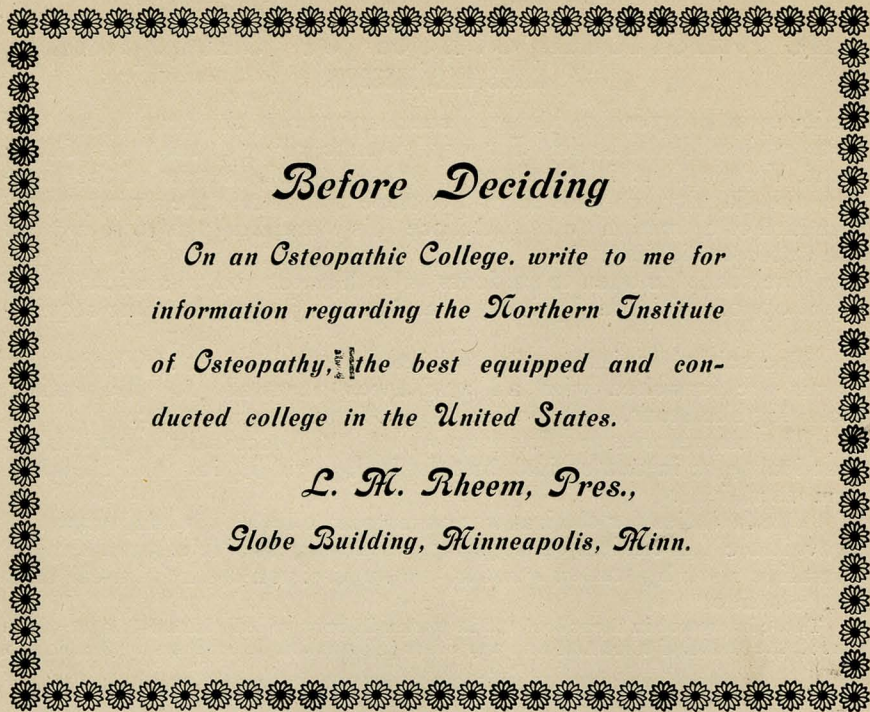 Before Deciding
On an Osteopathic College. write to me for
information regarding the Northern Institute
of Osteopathy, the best equipped and con-
ducted college in the United States.
L. M. Rheem, Pres.,
Globe Building, Minneapolis, Minn.